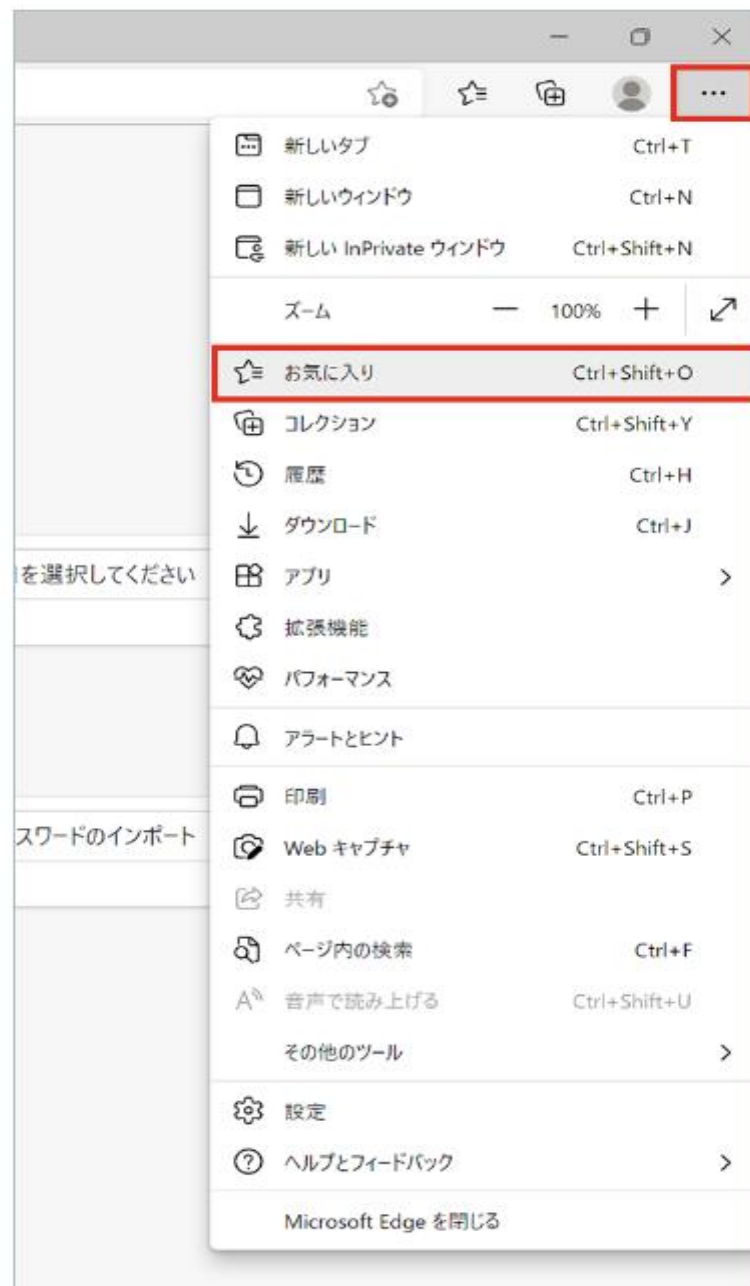 新しいタブ Ctrl+T
新しいウィンドウ Ctrl+N
新しい InPrivate ウィンドウ Ctrl+Shift+N
ズーム 100%
お気に入り Ctrl+Shift+O
コレクション Ctrl+Shift+Y
履歴 Ctrl+H
ダウンロード Ctrl+J
を選択してください
アプリ
拡張機能
パフォーマンス
アラートとヒント
印刷 Ctrl+P
スワードのインポート
Web キャプチャ Ctrl+Shift+S
共有
ページ内の検索 Ctrl+F
音声で読み上げる Ctrl+Shift+U
その他のツール
設定
ヘルプとフィードバック
Microsoft Edge を閉じる